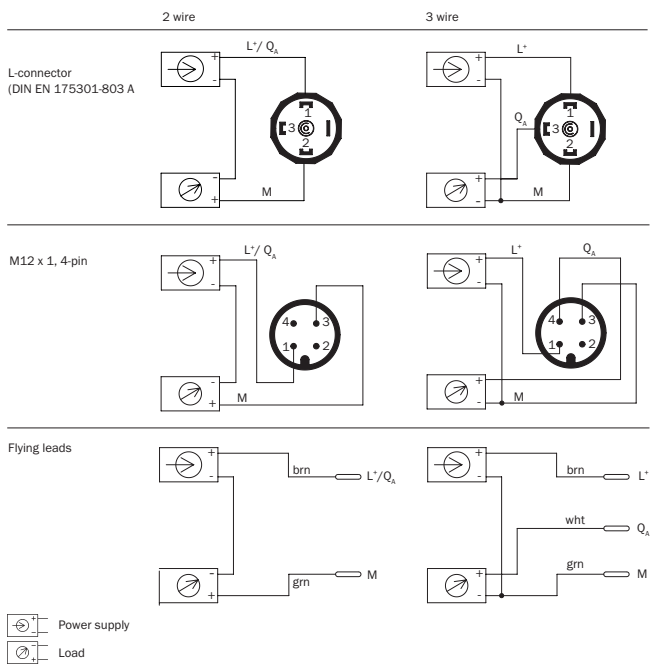 2 wire 3 wire
L-connector
(DIN EN 175301-803 A
+ L⁺/ Q_A
-
1
3
2
-
+ M
+ L⁺
-
1
Q_A 3
2
+
- M
M12 x 1, 4-pin
+ L⁺/ Q_A
-
4 3
1 2
-
+ M
+ L⁺ Q_A
-
4 3
1 2
+
- M
Flying leads
+ brn L⁺/Q_A
-
-
+ grn M
+ brn L⁺
-
wht Q_A
+
- grn M
+
- Power supply
-
+ Load